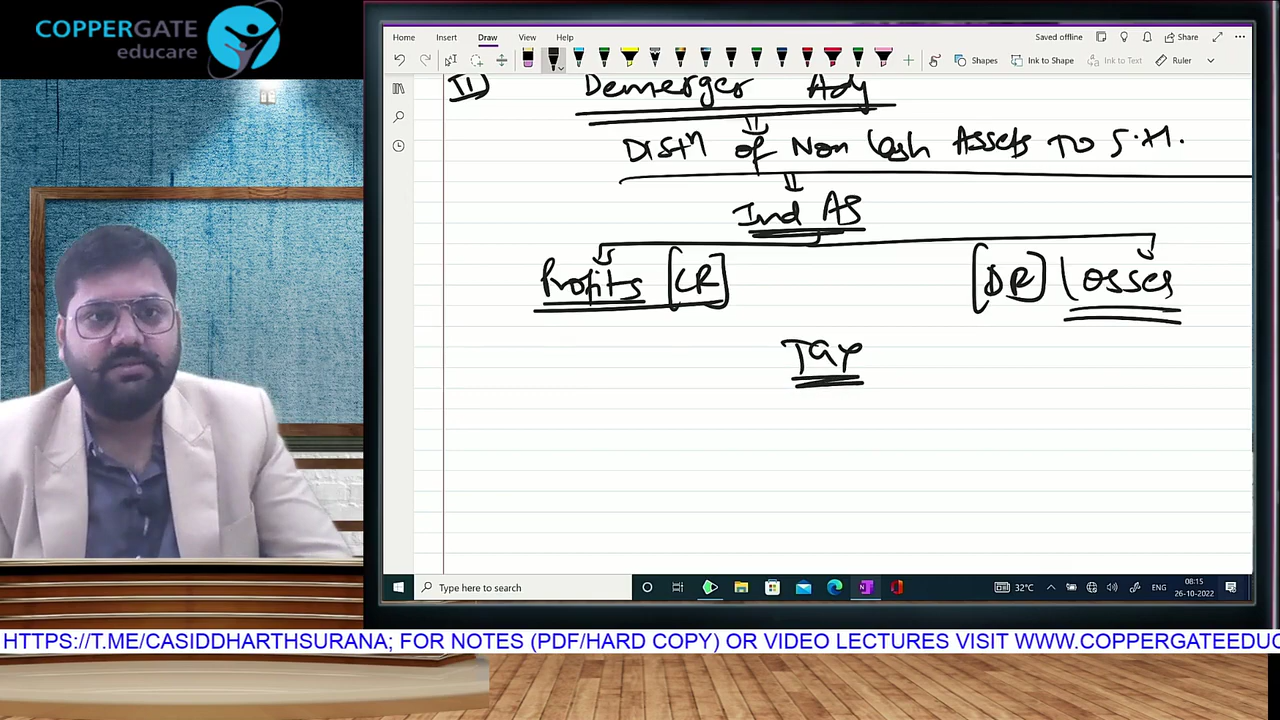 COPPERGATE
educare
Home Insert Draw View Help
Saved offline
Share
Shapes
Ink to Shape
Ink to Text
Ruler
II)
Demerger Adj
Distn of Non Cash Assets To S.H.
Ind AS
Profits [CR]
[DR] Losses
Type here to search
32°C
ENG
08:15
26-10-2022
HTTPS://T.ME/CASIDDHARTHSURANA; FOR NOTES (PDF/HARD COPY) OR VIDEO LECTURES VISIT WWW.COPPERGATEEDUC